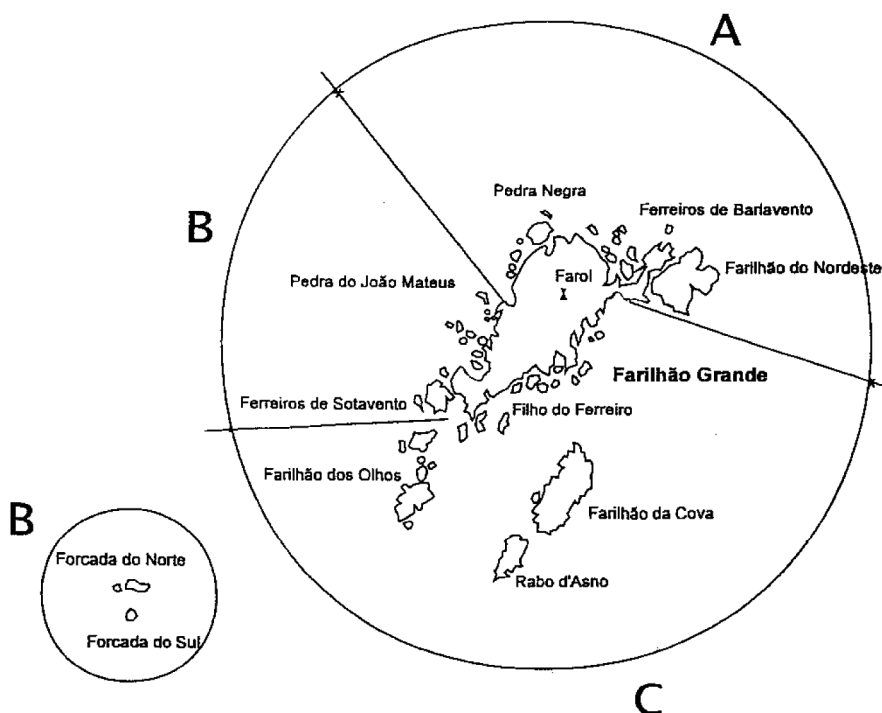 A
Pedra Negra
Ferreiros de Barlavento
B
Farilhão do Nordeste
Farol
Pedra do João Mateus
Farilhão Grande
Ferreiros de Sotavento
Filho do Ferreiro
Farilhão dos Olhos
B
Farilhão da Cova
Forcada do Norte
Rabo d'Asno
Forcada do Sul
C